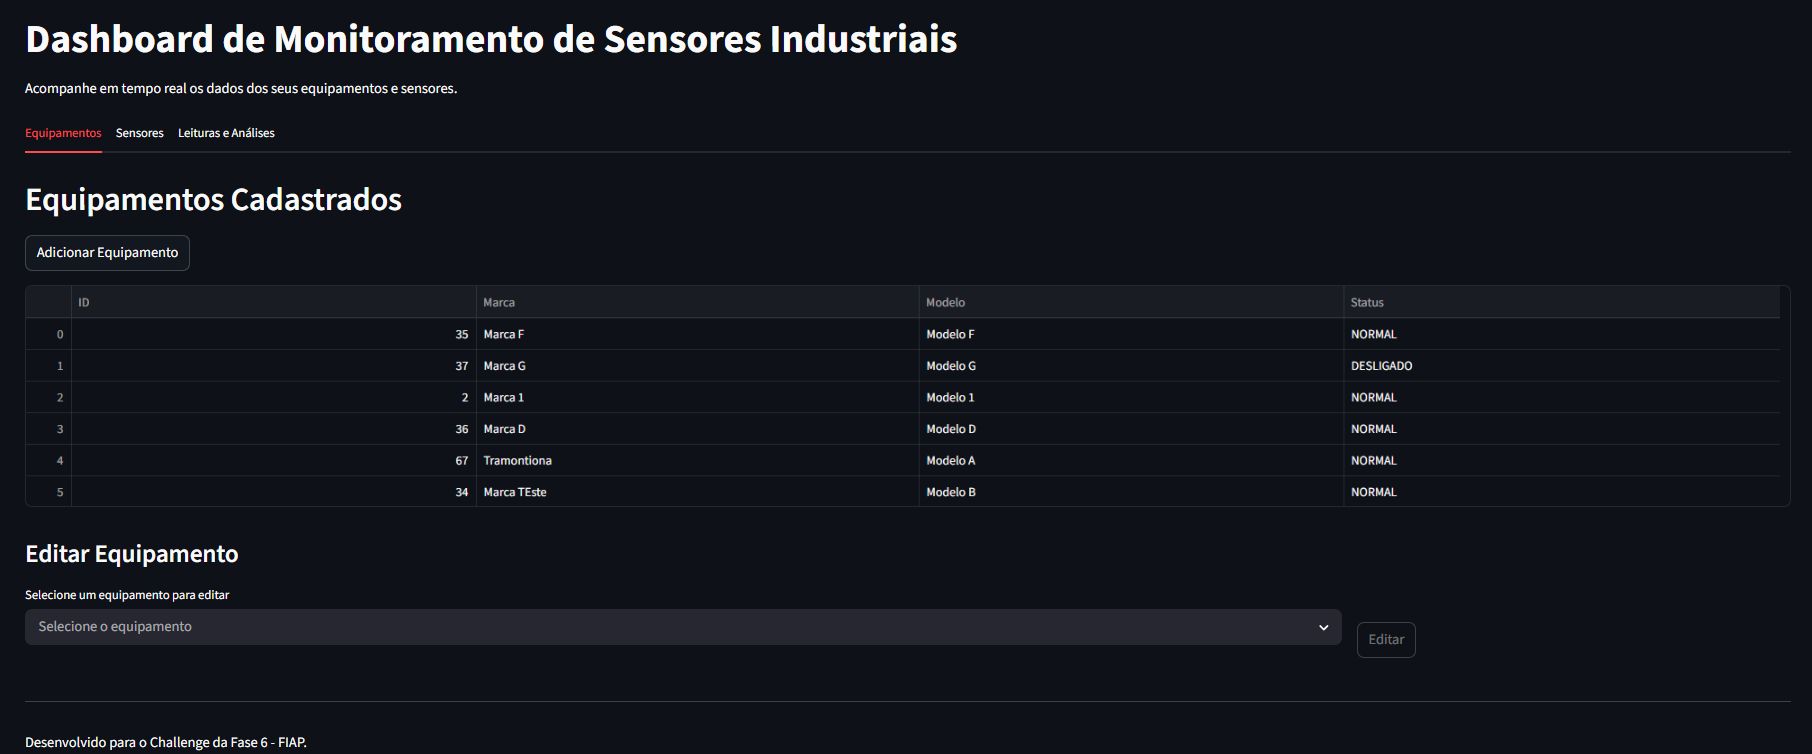 Dashboard de Monitoramento de Sensores Industriais
Acompanhe em tempo real os dados dos seus equipamentos e sensores.
Equipamentos Sensores Leituras e Análises
Equipamentos Cadastrados
Adicionar Equipamento
ID Marca Modelo Status
0 35 Marca F Modelo F NORMAL
1 37 Marca G Modelo G DESLIGADO
2 2 Marca 1 Modelo 1 NORMAL
3 36 Marca D Modelo D NORMAL
4 67 Tramontiona Modelo A NORMAL
5 34 Marca TEste Modelo B NORMAL
Editar Equipamento
Selecione um equipamento para editar
Selecione o equipamento
Editar
Desenvolvido para o Challenge da Fase 6 - FIAP.